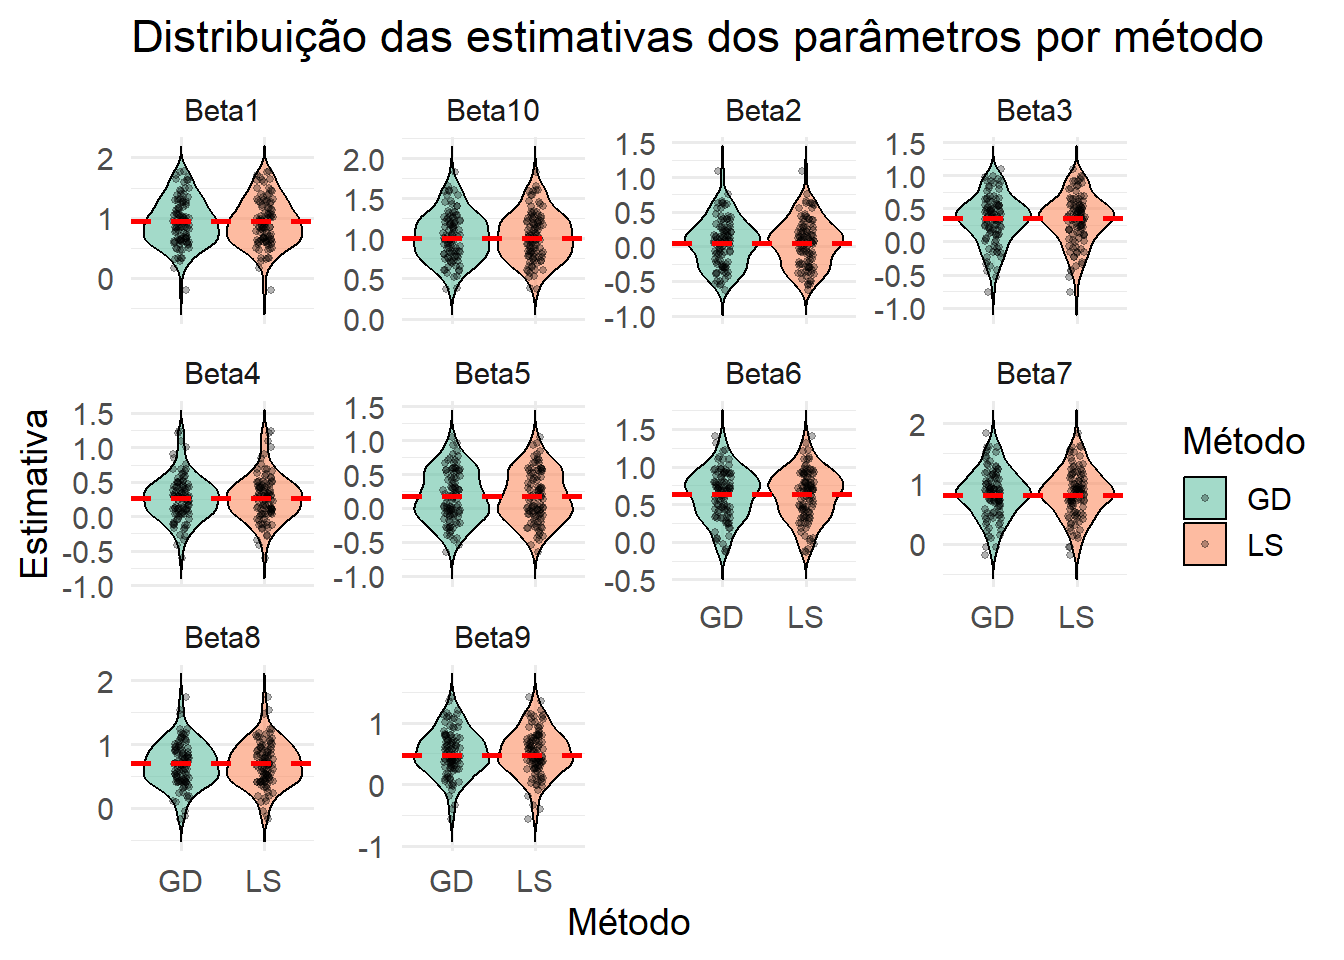 Distribuição das estimativas dos parâmetros por método
Beta1
Beta10
Beta2
Beta3
2
1
0
2.0
1.5
1.0
0.5
0.0
1.5
1.0
0.5
0.0
-0.5
-1.0
1.5
1.0
0.5
0.0
-0.5
-1.0
Beta4
Beta5
Beta6
Beta7
1.5
1.0
0.5
0.0
-0.5
-1.0
1.5
1.0
0.5
0.0
-0.5
-1.0
1.5
1.0
0.5
0.0
-0.5
2
1
0
GD LS
GD LS
Beta8
Beta9
2
1
0
1
0
-1
GD LS
GD LS
Estimativa
Método
Método
GD
LS